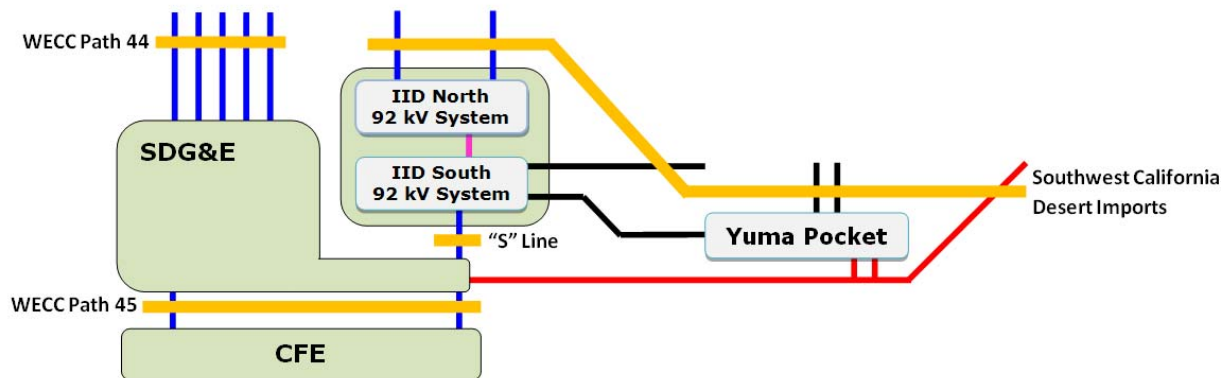 WECC Path 44
IID North
92 kV System
SDG&E
IID South
92 kV System
Southwest California
Desert Imports
Yuma Pocket
“S” Line
WECC Path 45
CFE